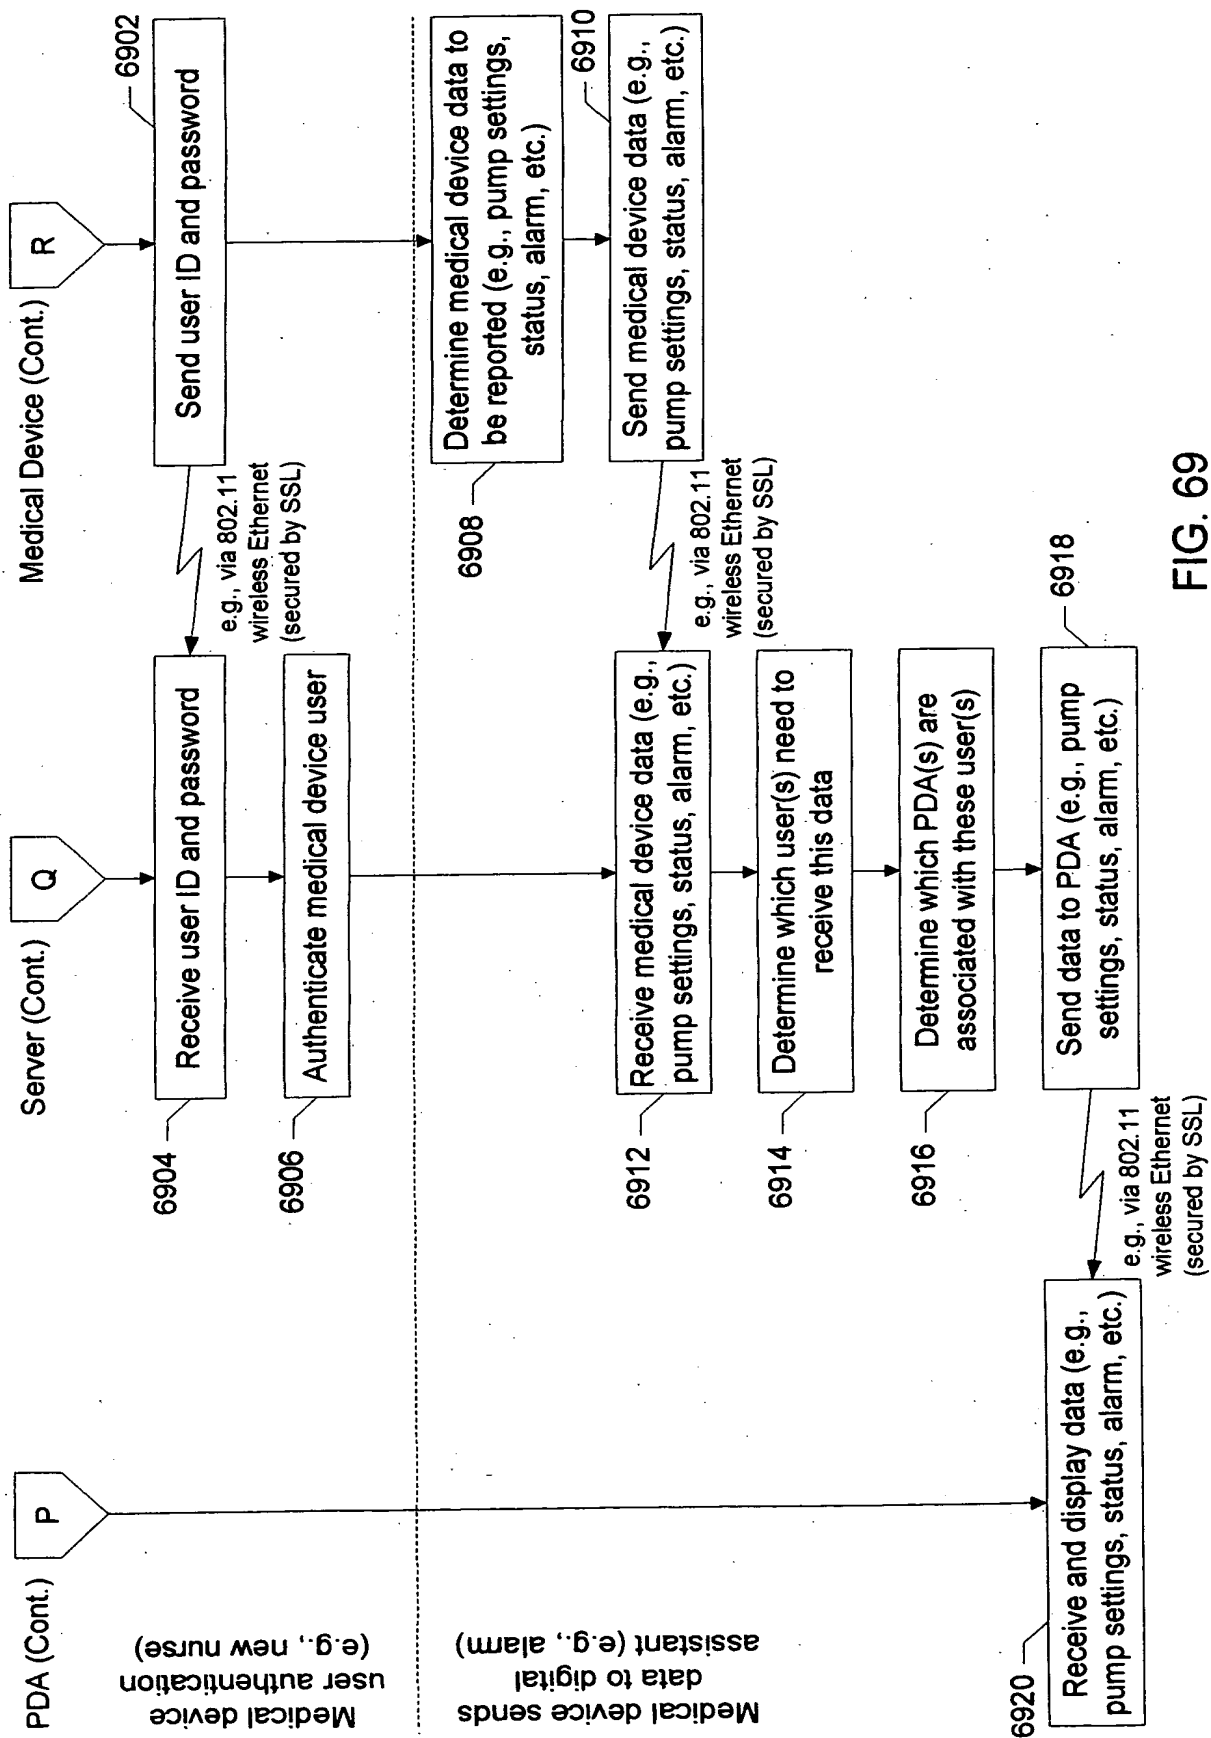 PDA (Cont.)
Server (Cont.)
Medical Device (Cont.)
P
Q
R
Medical device
user authentication
(e.g., new nurse)
6902
Send user ID and password
e.g., via 802.11
wireless Ethernet
(secured by SSL)
6904
Receive user ID and password
6906
Authenticate medical device user
Medical device sends
data to digital
assistant (e.g., alarm)
Determine medical device data to
be reported (e.g., pump settings,
status, alarm, etc.)
6908
6910
Send medical device data (e.g.,
pump settings, status, alarm, etc.)
e.g., via 802.11
wireless Ethernet
(secured by SSL)
6912
Receive medical device data (e.g.,
pump settings, status, alarm, etc.)
6914
Determine which user(s) need to
receive this data
6916
Determine which PDA(s) are
associated with these user(s)
6918
Send data to PDA (e.g., pump
settings, status, alarm, etc.)
e.g., via 802.11
wireless Ethernet
(secured by SSL)
6920
Receive and display data (e.g.,
pump settings, status, alarm, etc.)
FIG. 69